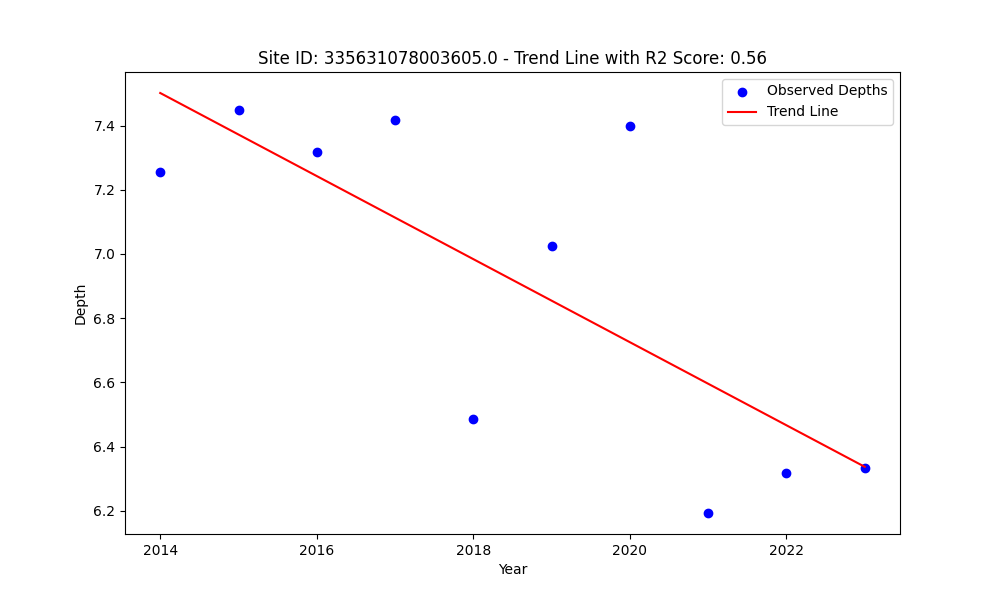 Site ID: 335631078003605.0 - Trend Line with R2 Score: 0.56
Observed Depths
Trend Line
7.4
7.2
7.0
6.8
6.6
6.4
6.2
Depth
2014
2016
2018
2020
2022
Year